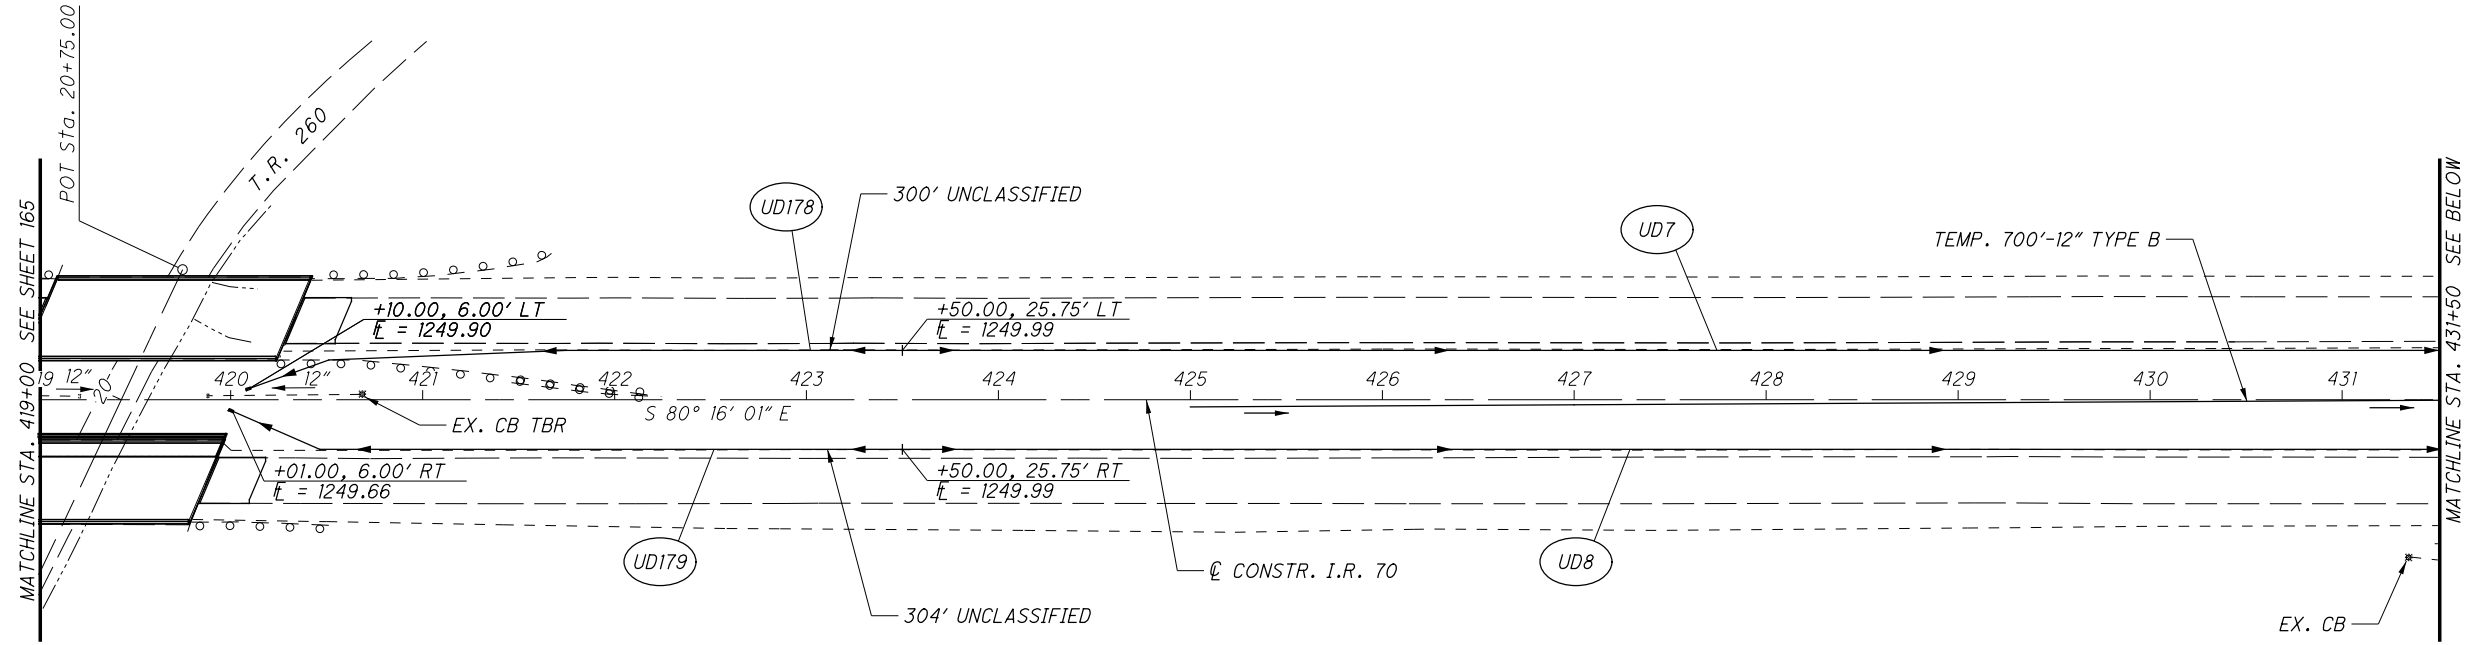 POT Sta. 20+75.00
T.R. 260
MATCHLINE STA. 419+00 SEE SHEET 165
UD178
300' UNCLASSIFIED
UD7
TEMP. 700'-12" TYPE B
MATCHLINE STA. 431+50 SEE BELOW
+10.00, 6.00' LT
℄ = 1249.90
+50.00, 25.75' LT
℄ = 1249.99
19 12"
20
420
12"
421
422
423
424
425
426
427
428
429
430
431
S 80° 16' 01" E
EX. CB TBR
+01.00, 6.00' RT
℄ = 1249.66
+50.00, 25.75' RT
℄ = 1249.99
UD179
UD8
℄ CONSTR. I.R. 70
304' UNCLASSIFIED
EX. CB